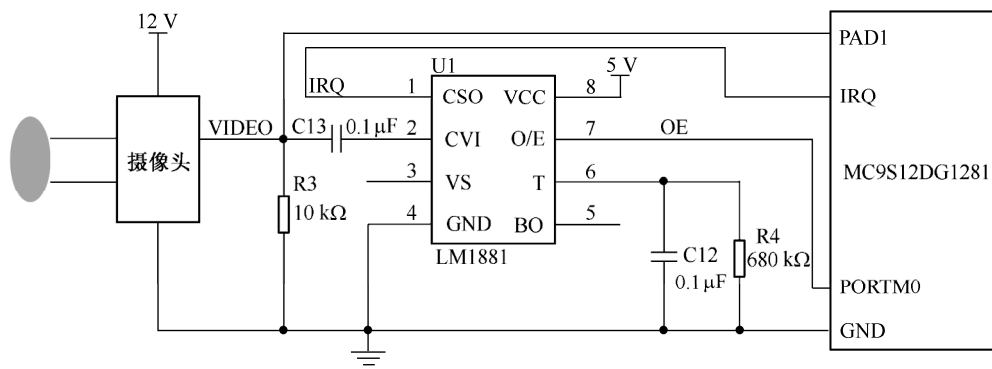 12 V
摄像头
VIDEO
C13
0.1 μF
R3
10 kΩ
IRQ
U1
1
2
3
4
CSO
CVI
VS
GND
VCC
O/E
T
BO
8
7
6
5
LM1881
5 V
OE
C12
0.1 μF
R4
680 kΩ
PAD1
IRQ
MC9S12DG1281
PORTM0
GND